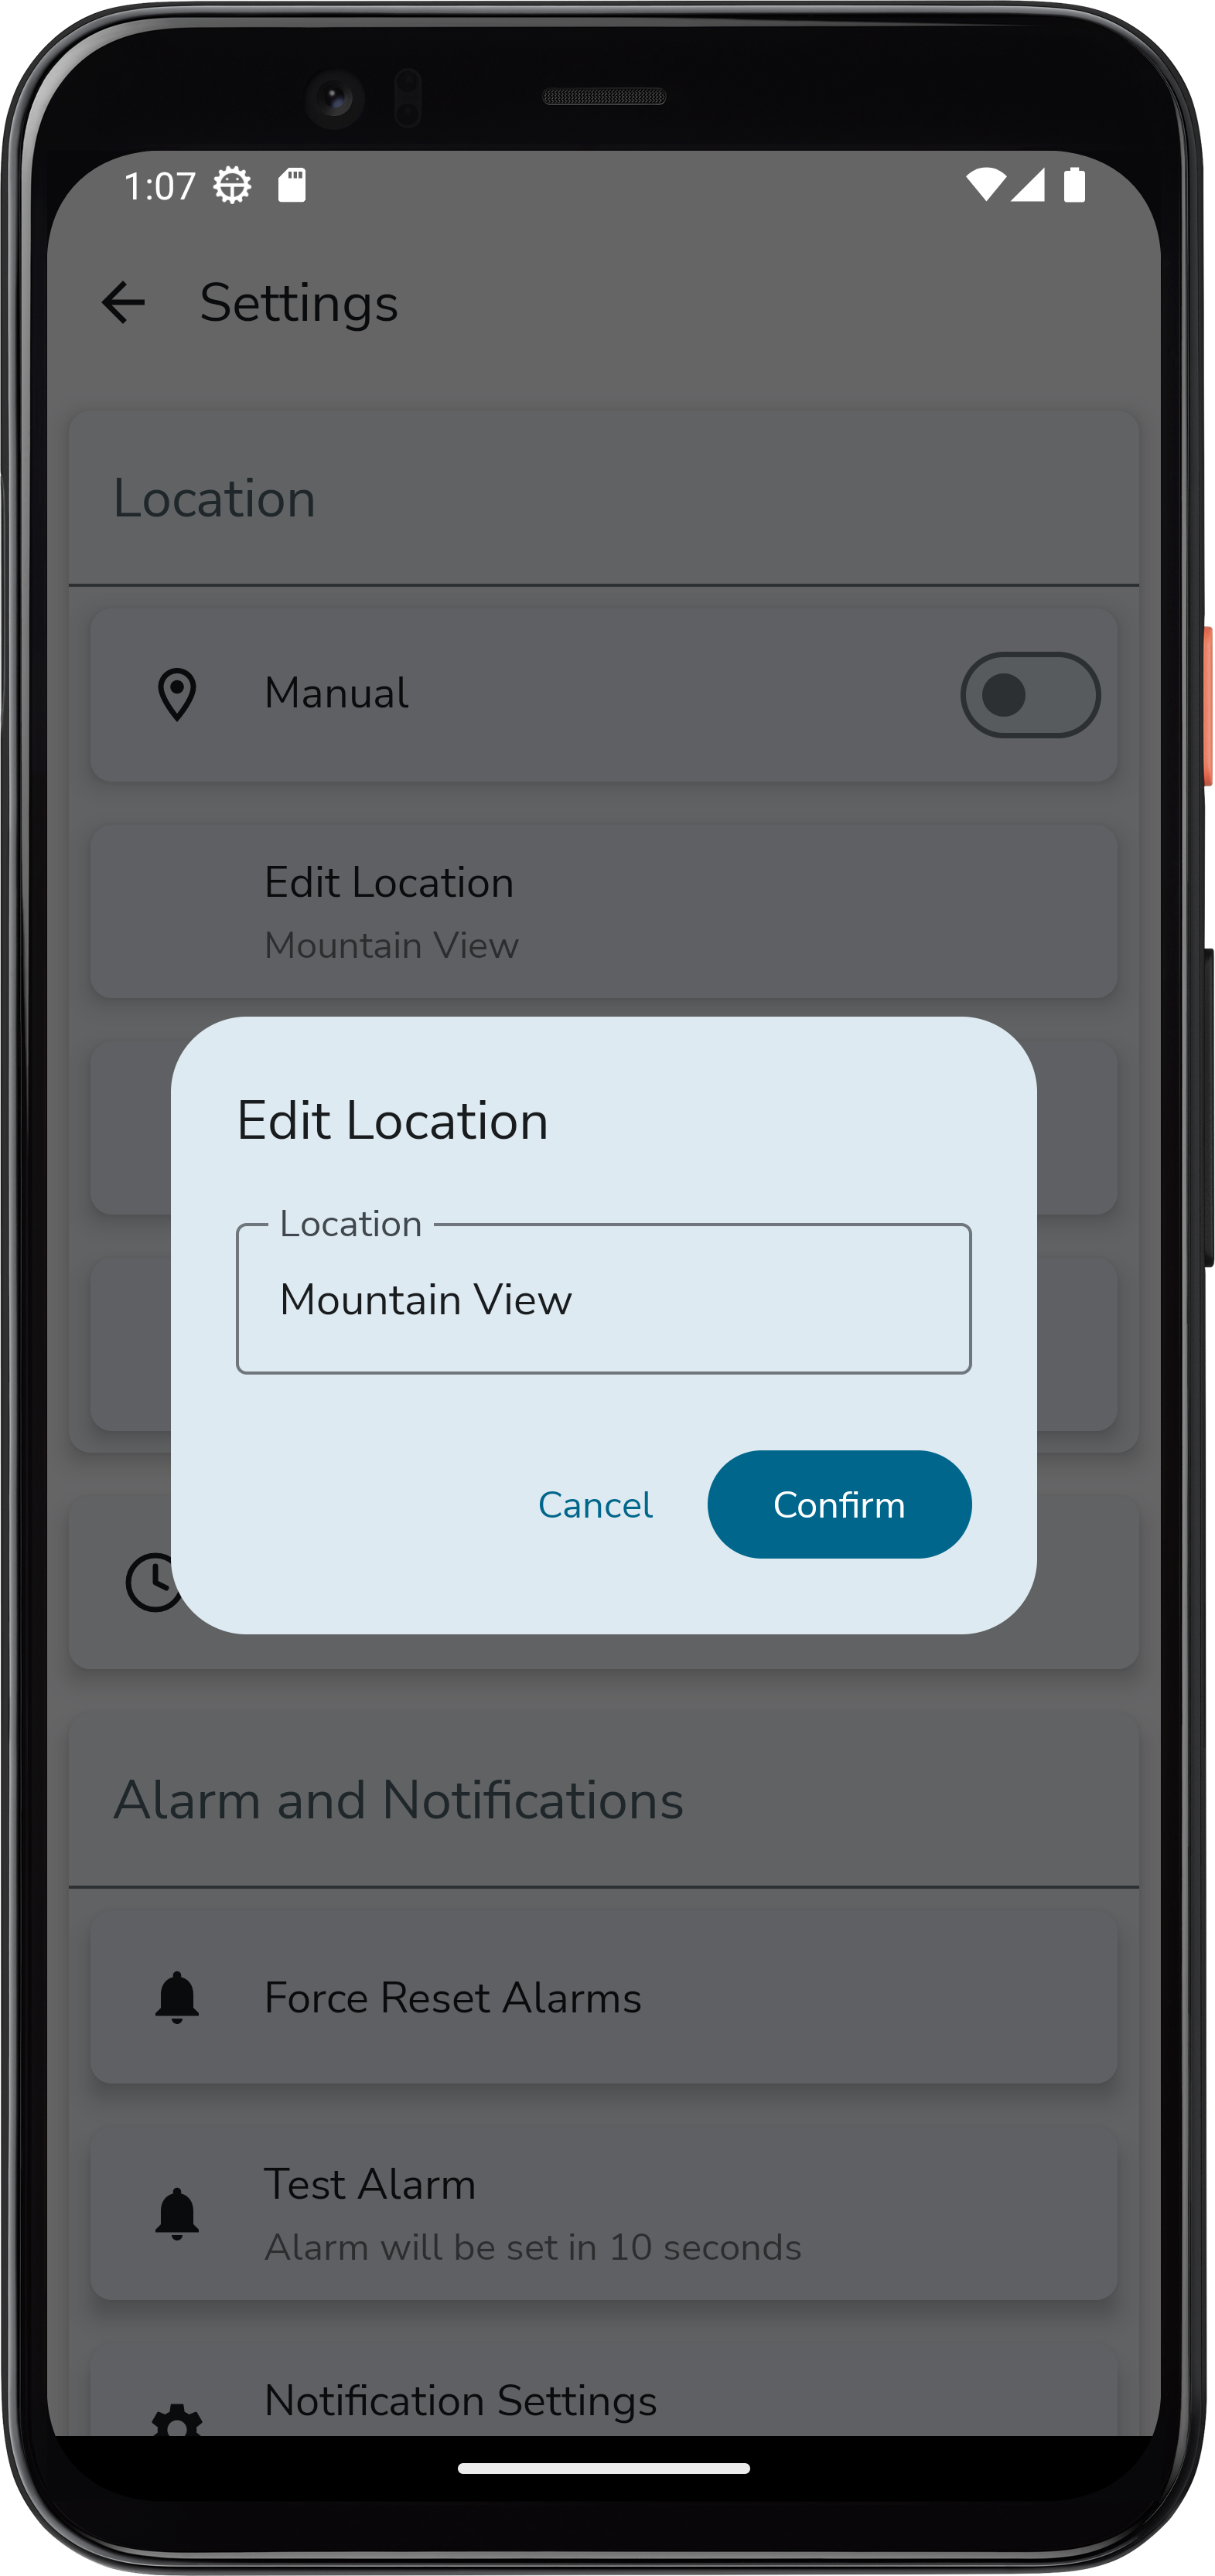 1:07
Settings
Location
Manual
Edit Location
Mountain View
Edit Location
Location
Mountain View
Cancel
Confirm
Alarm and Notifications
Force Reset Alarms
Test Alarm
Alarm will be set in 10 seconds
Notification Settings